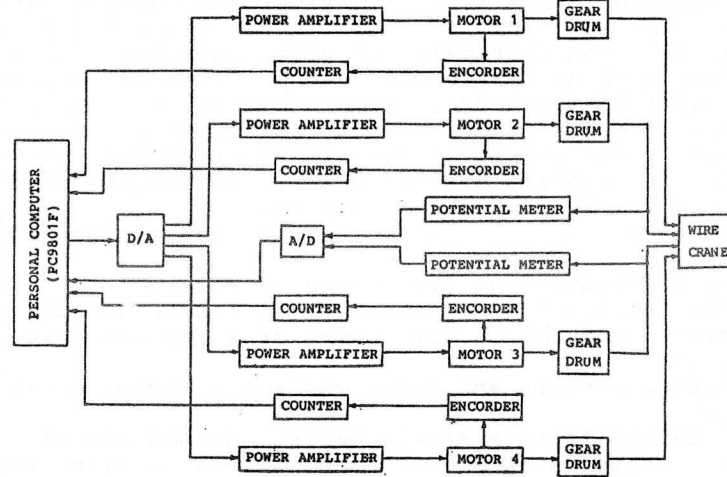 POWER AMPLIFIER
MOTOR 1
GEAR
DRUM
COUNTER
ENCORDER
POWER AMPLIFIER
MOTOR 2
GEAR
DRUM
COUNTER
ENCORDER
PERSONAL COMPUTER
(PC9801F)
D/A
A/D
POTENTIAL METER
POTENTIAL METER
WIRE
CRANE
COUNTER
ENCORDER
POWER AMPLIFIER
MOTOR 3
GEAR
DRUM
COUNTER
ENCORDER
POWER AMPLIFIER
MOTOR 4
GEAR
DRUM